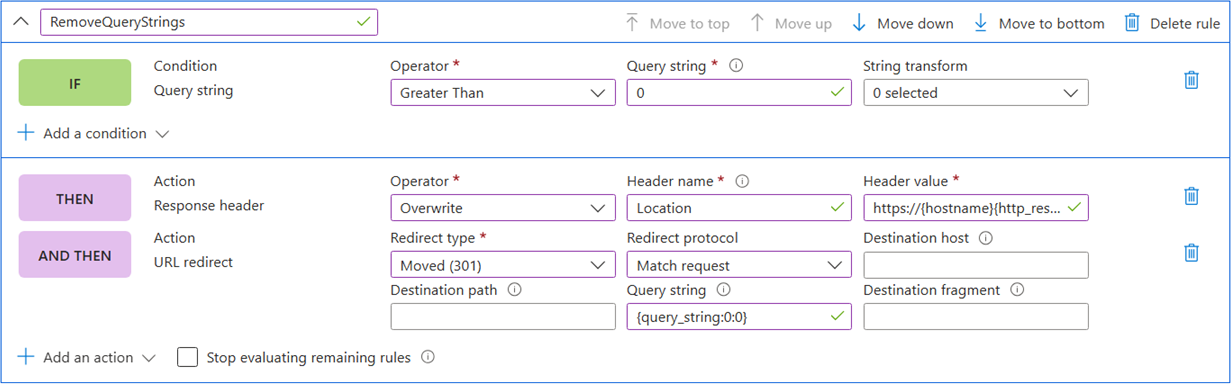 RemoveQueryStrings Move to top Move up Move down Move to bottom Delete rule
IF Condition Operator * Query string * String transform
Query string Greater Than 0 0 selected
Add a condition
THEN Action Operator * Header name * Header value *
Response header Overwrite Location https://{hostname}{http_res...
AND THEN Action Redirect type * Redirect protocol Destination host
URL redirect Moved (301) Match request
Destination path Query string Destination fragment
{query_string:0:0}
Add an action Stop evaluating remaining rules